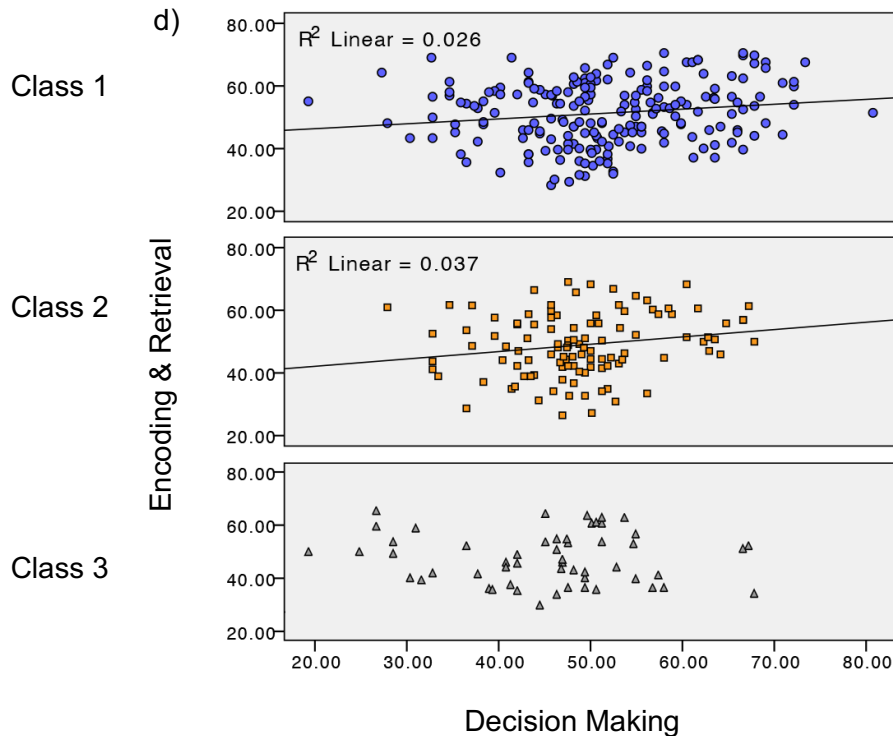 d)
Class 1
Encoding & Retrieval
80.00
60.00
40.00
20.00
R² Linear = 0.026
Class 2
80.00
60.00
40.00
20.00
R² Linear = 0.037
Class 3
80.00
60.00
40.00
20.00
20.00 30.00 40.00 50.00 60.00 70.00 80.00
Decision Making